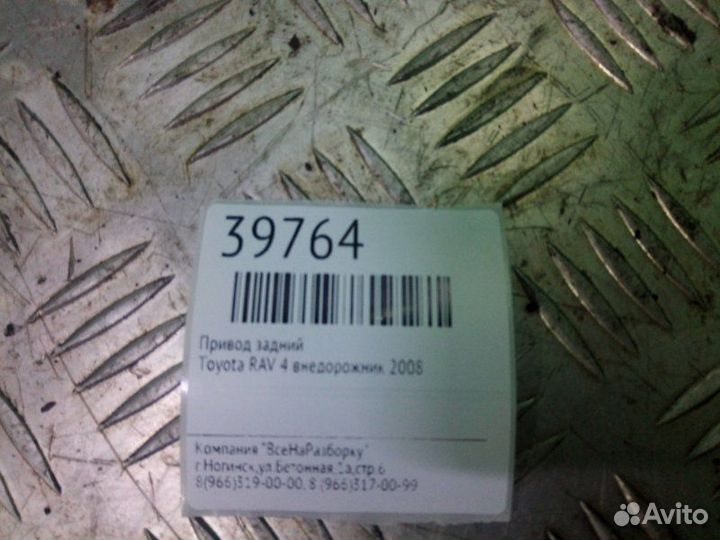 39764
Привод задний
Toyota RAV 4 внедорожник 2008
Компания "ВсеНаРазборку"
г.Ногинск,ул.Бетонная,1а,стр.6
8(966)319-00-00, 8 (966)317-00-99
Avito